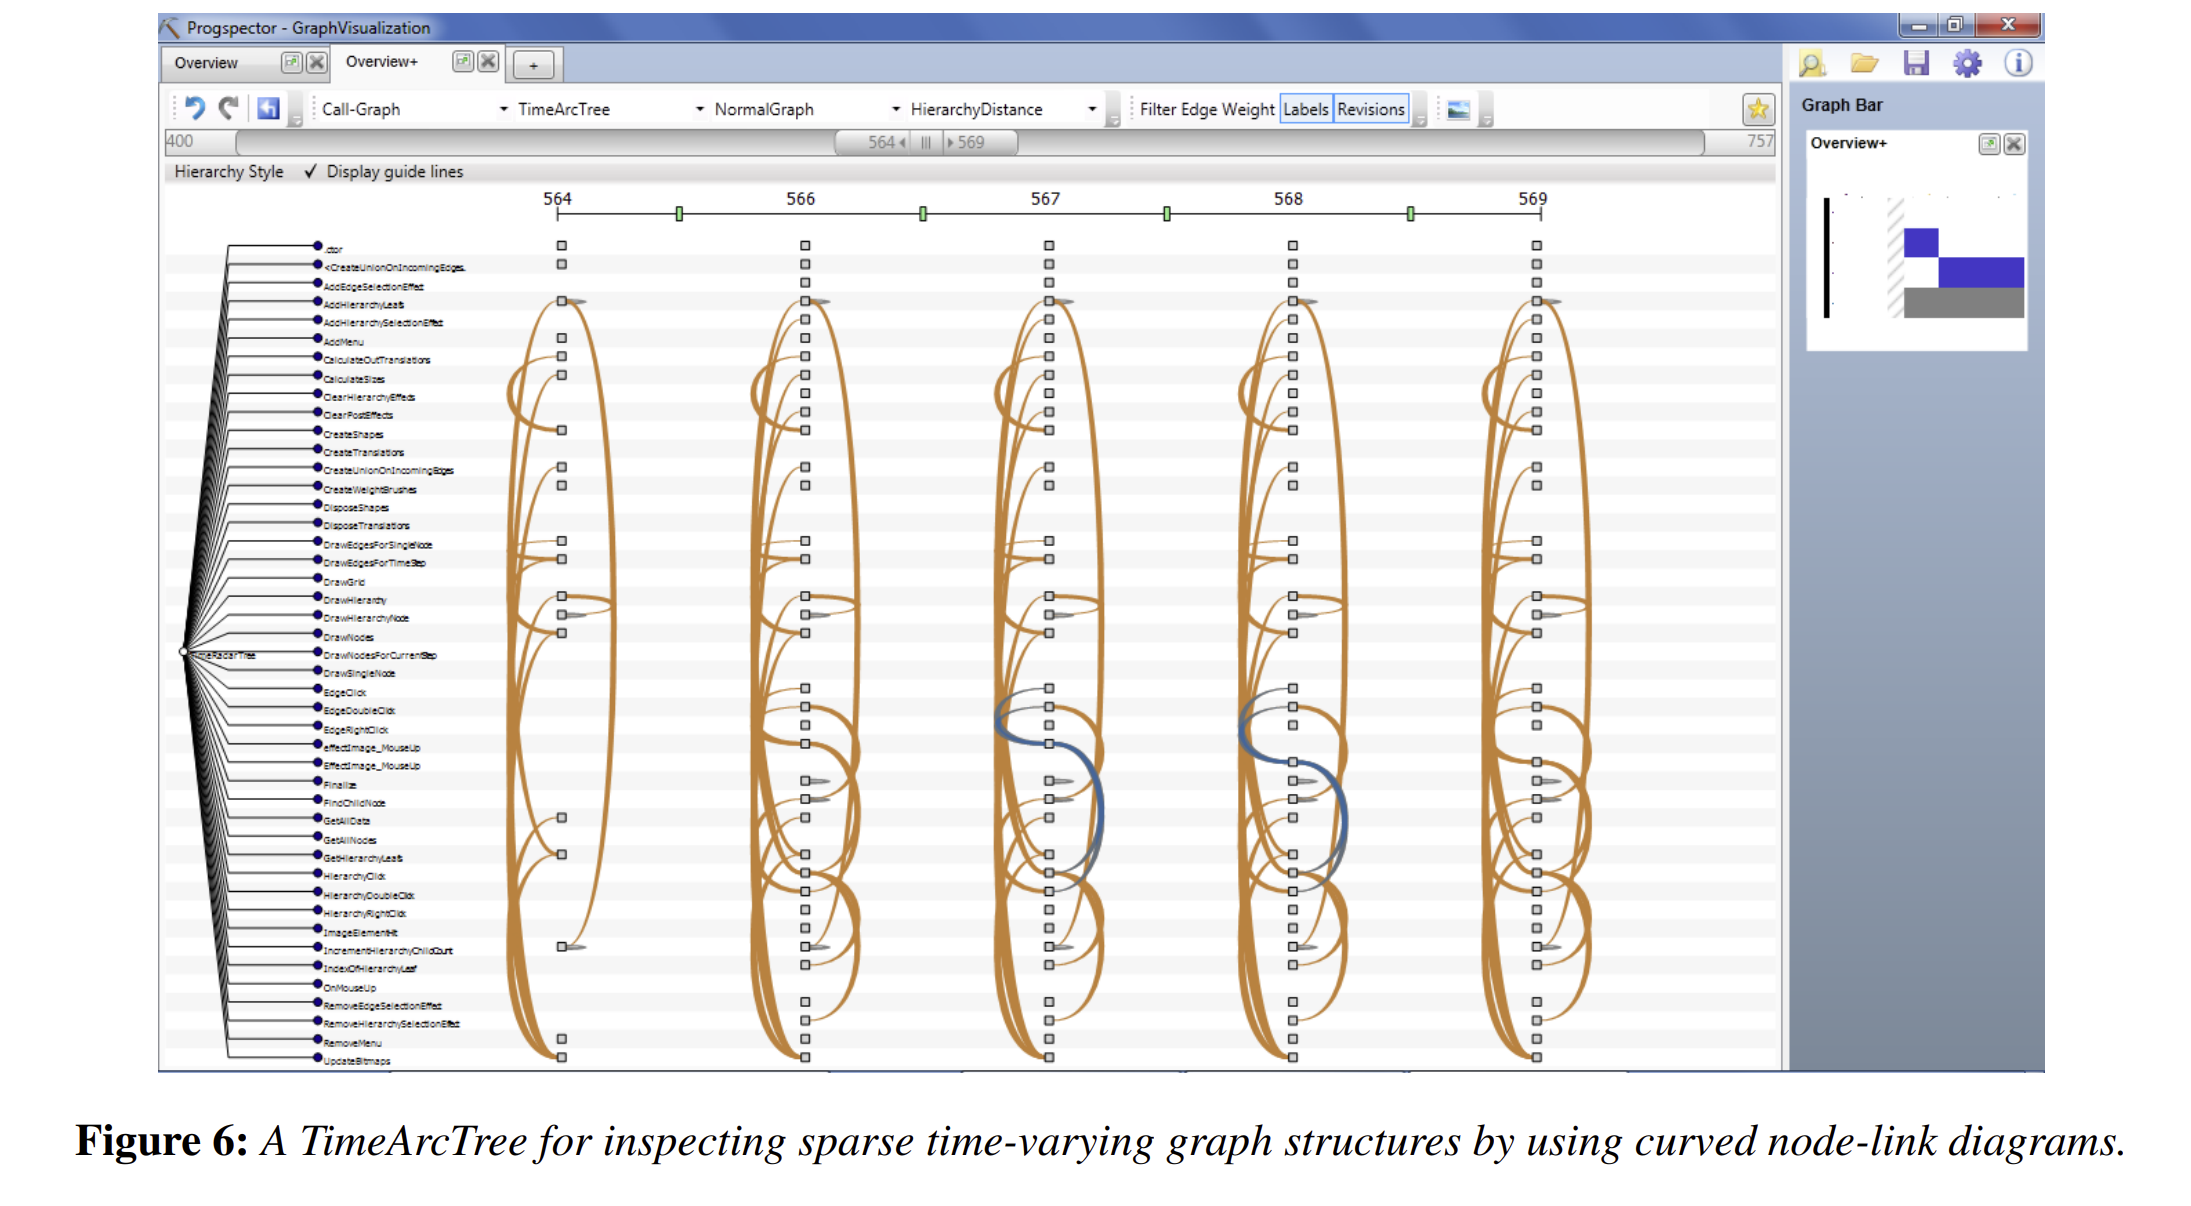 Progspector - GraphVisualization
Overview
Overview+
+
Call-Graph
TimeArcTree
NormalGraph
HierarchyDistance
Filter Edge Weight
Labels
Revisions
Graph Bar
Overview+
400
564
569
757
Hierarchy Style ✓ Display guide lines
564 566 567 568 569
.ctor
<CreateUnionOnIncomingEdges.
AddEdgeSelectionEffect
AddHierarchyLeafs
AddHierarchySelectionEffect
AddMenu
CalculateOutTranslations
CalculateSizes
ClearHierarchyEffects
ClearPostEffects
CreateShapes
CreateTranslations
CreateUnionOnIncomingEdges
CreateWeightBrushes
DisposeShapes
DisposeTranslations
DrawEdgesForSingleNode
DrawEdgesForTimeStep
DrawGrid
DrawHierarchy
DrawHierarchyNode
DrawNodes
TimeRadarTree
DrawNodesForCurrentStep
DrawSingleNode
EdgeClick
EdgeDoubleClick
EdgeRightClick
effectImage_MouseUp
EffectImage_MouseUp
Finalize
FindChildNode
GetAllData
GetAllNodes
GetHierarchyLeafs
HierarchyClick
HierarchyDoubleClick
HierarchyRightClick
ImageElementHit
IncrementHierarchyChildCount
IndexOfHierarchyLeaf
OnMouseUp
RemoveEdgeSelectionEffect
RemoveHierarchySelectionEffect
RemoveMenu
UpdateBitmaps
Figure 6: A TimeArcTree for inspecting sparse time-varying graph structures by using curved node-link diagrams.